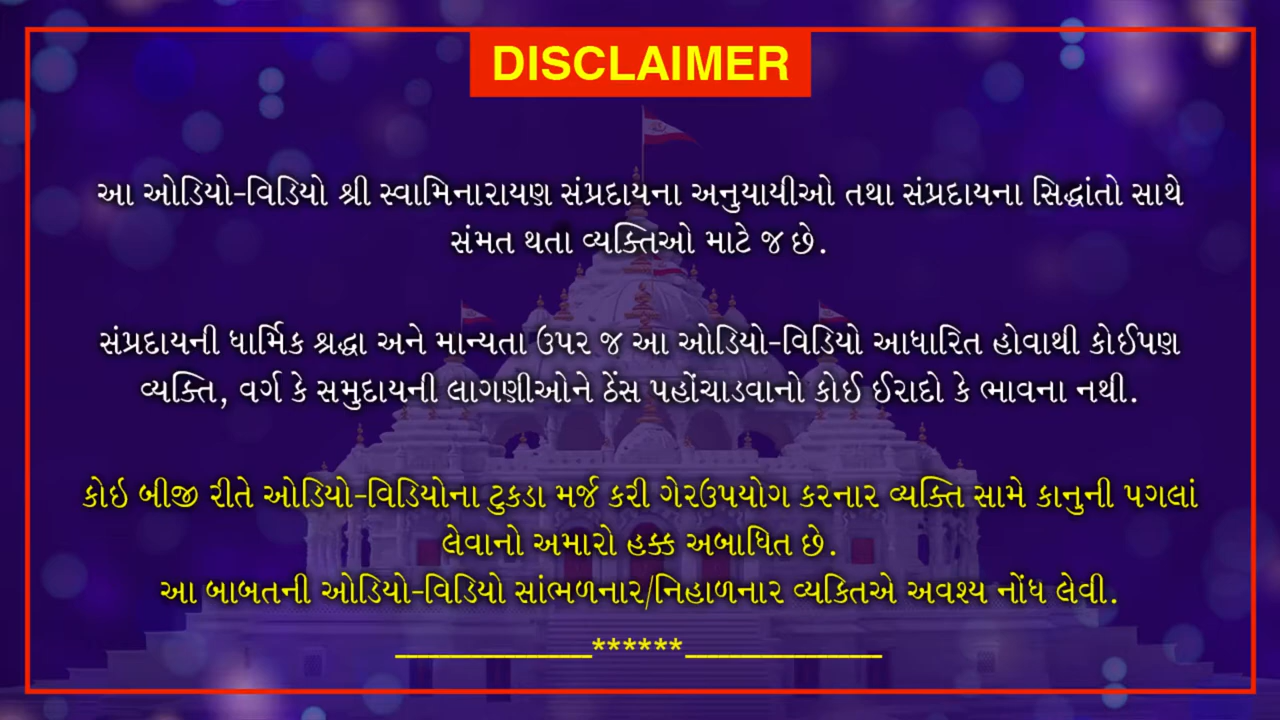 DISCLAIMER
આ ઓડિયો-વિડિયો શ્રી સ્વામિનારાયણ સંપ્રદાયના અનુયાયીઓ તથા સંપ્રદાયના સિદ્ધાંતો સાથે
સંમત થતા વ્યક્તિઓ માટે જ છે.
સંપ્રદાયની ધાર્મિક શ્રદ્ધા અને માન્યતા ઉપર જ આ ઓડિયો-વિડિયો આધારિત હોવાથી કોઈપણ
વ્યક્તિ, વર્ગ કે સમુદાયની લાગણીઓને ઠેંસ પહોંચાડવાનો કોઈ ઈરાદો કે ભાવના નથી.
કોઇ બીજી રીતે ઓડિયો-વિડિયોના ટુકડા મર્જ કરી ગેરઉપયોગ કરનાર વ્યક્તિ સામે કાનુની પગલાં
લેવાનો અમારો હક્ક અબાધિત છે.
આ બાબતની ઓડિયો-વિડિયો સાંભળનાર/નિહાળનાર વ્યકિતએ અવશ્ય નોંધ લેવી.
_______________******_______________